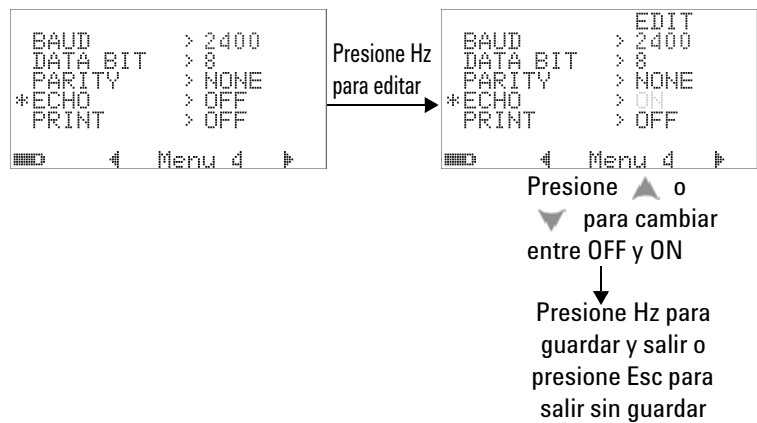 BAUD > 2400
DATA BIT > 8
PARITY > NONE
*ECHO > OFF
PRINT > OFF
Menu 4
Presione Hz
para editar
EDIT
BAUD > 2400
DATA BIT > 8
PARITY > NONE
*ECHO > ON
PRINT > OFF
Menu 4
Presione o
para cambiar
entre OFF y ON
Presione Hz para
guardar y salir o
presione Esc para
salir sin guardar